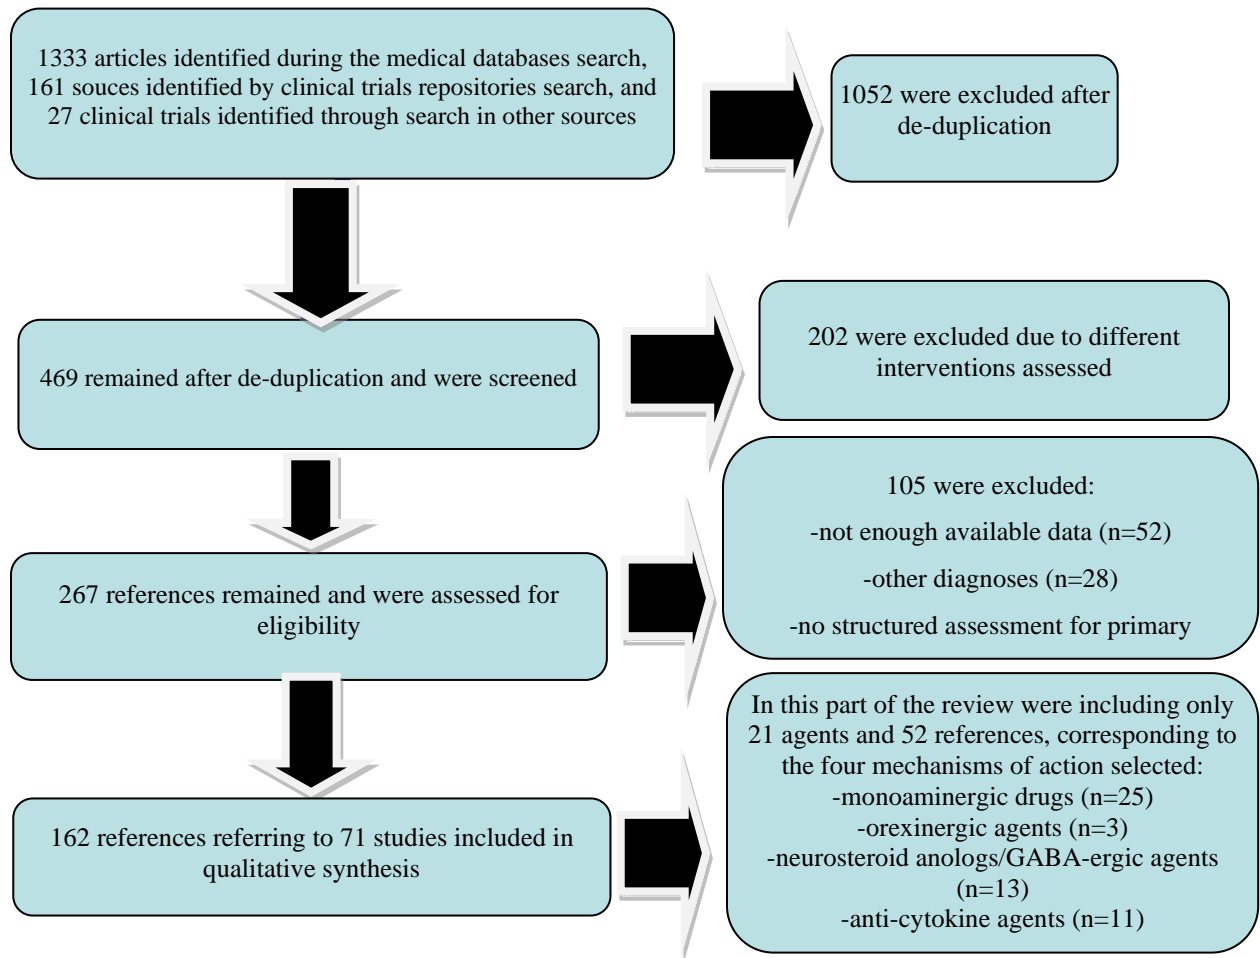 1333 articles identified during the medical databases search,
161 souces identified by clinical trials repositories search, and
27 clinical trials identified through search in other sources
1052 were excluded after
de-duplication
469 remained after de-duplication and were screened
202 were excluded due to different
interventions assessed
267 references remained and were assessed for
eligibility
105 were excluded:
-not enough available data (n=52)
-other diagnoses (n=28)
-no structured assessment for primary
162 references referring to 71 studies included in
qualitative synthesis
In this part of the review were including only
21 agents and 52 references, corresponding to
the four mechanisms of action selected:
-monoaminergic drugs (n=25)
-orexinergic agents (n=3)
-neurosteroid anologs/GABA-ergic agents
(n=13)
-anti-cytokine agents (n=11)